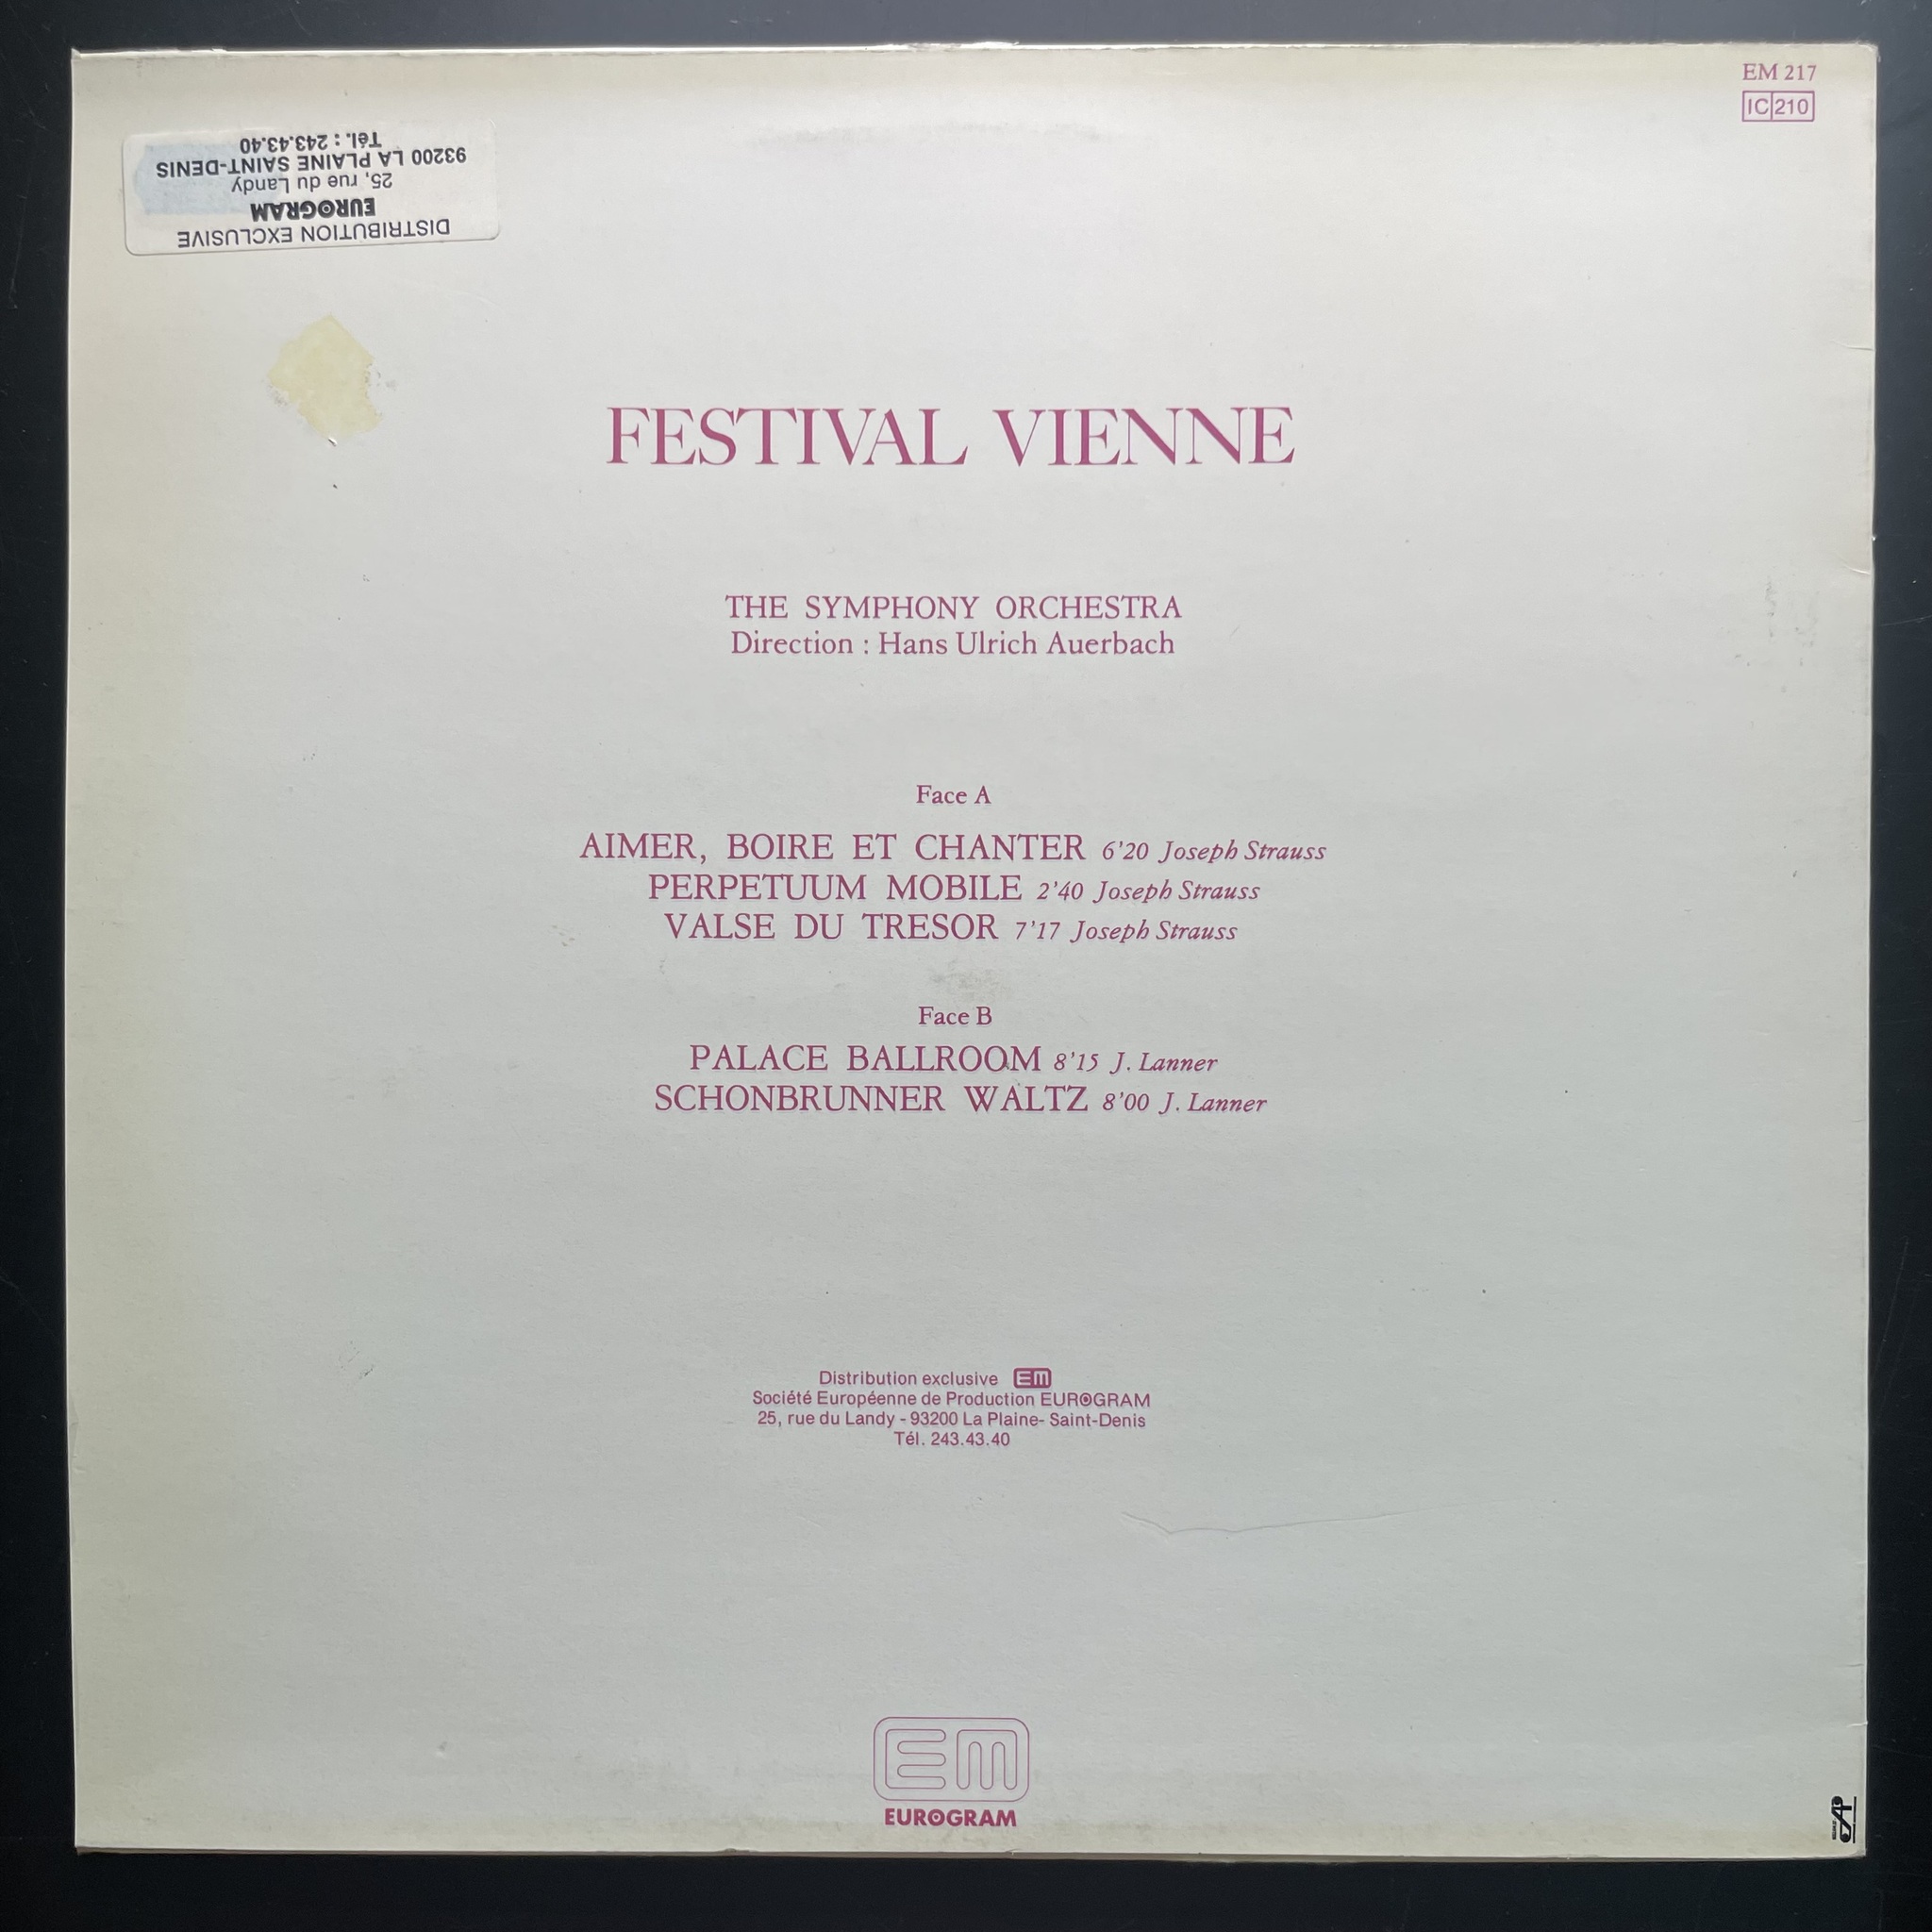 EM 217
IC 210
DISTRIBUTION EXCLUSIVE
EUROGRAM
25, rue du Landy
93200 LA PLAINE SAINT-DENIS
Tél. : 243.43.40
FESTIVAL VIENNE
THE SYMPHONY ORCHESTRA
Direction : Hans Ulrich Auerbach
Face A
AIMER, BOIRE ET CHANTER 6'20 Joseph Strauss
PERPETUUM MOBILE 2'40 Joseph Strauss
VALSE DU TRESOR 7'17 Joseph Strauss
Face B
PALACE BALLROOM 8'15 J. Lanner
SCHONBRUNNER WALTZ 8'00 J. Lanner
Distribution exclusive EM
Société Européenne de Production EUROGRAM
25, rue du Landy - 93200 La Plaine- Saint-Denis
Tél. 243.43.40
EM
EUROGRAM